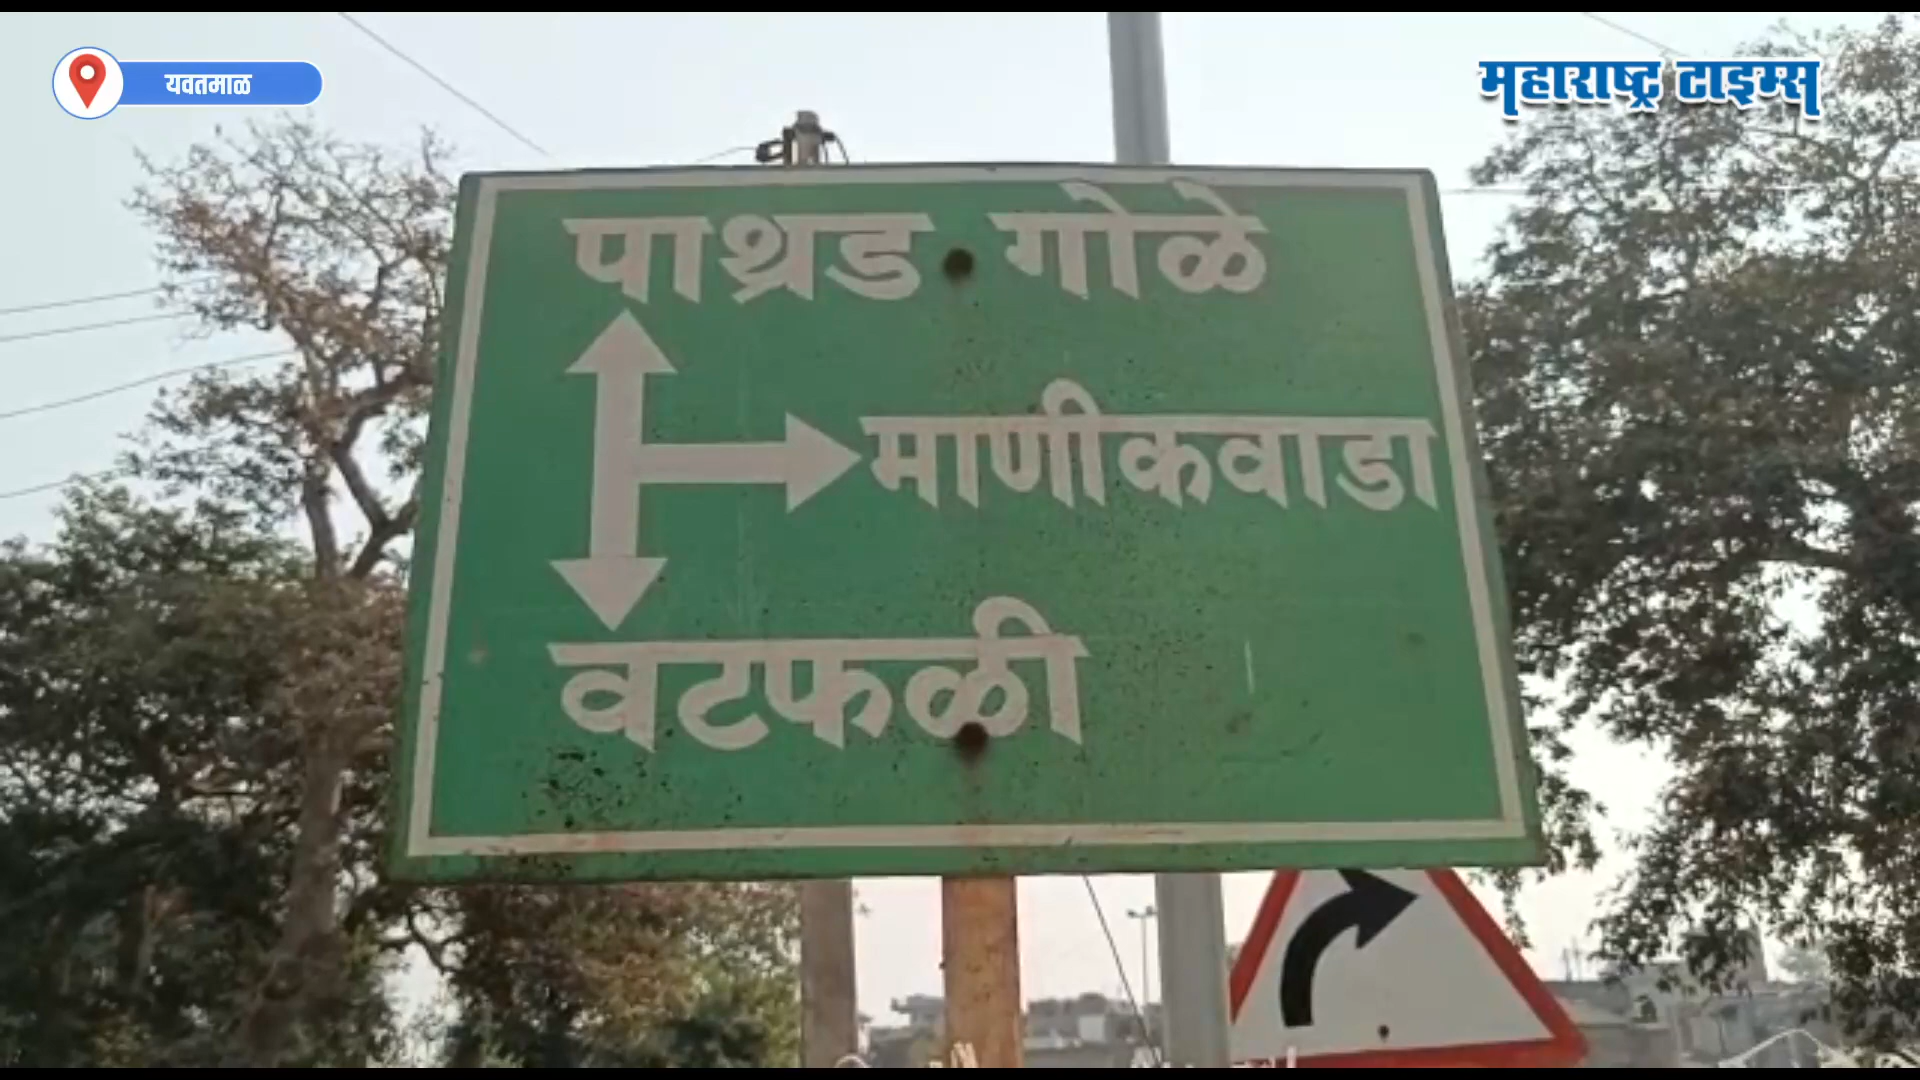 यवतमाळ
महाराष्ट्र टाइम्स
पाथ्रड गोळे
माणीकवाडा
वटफळी